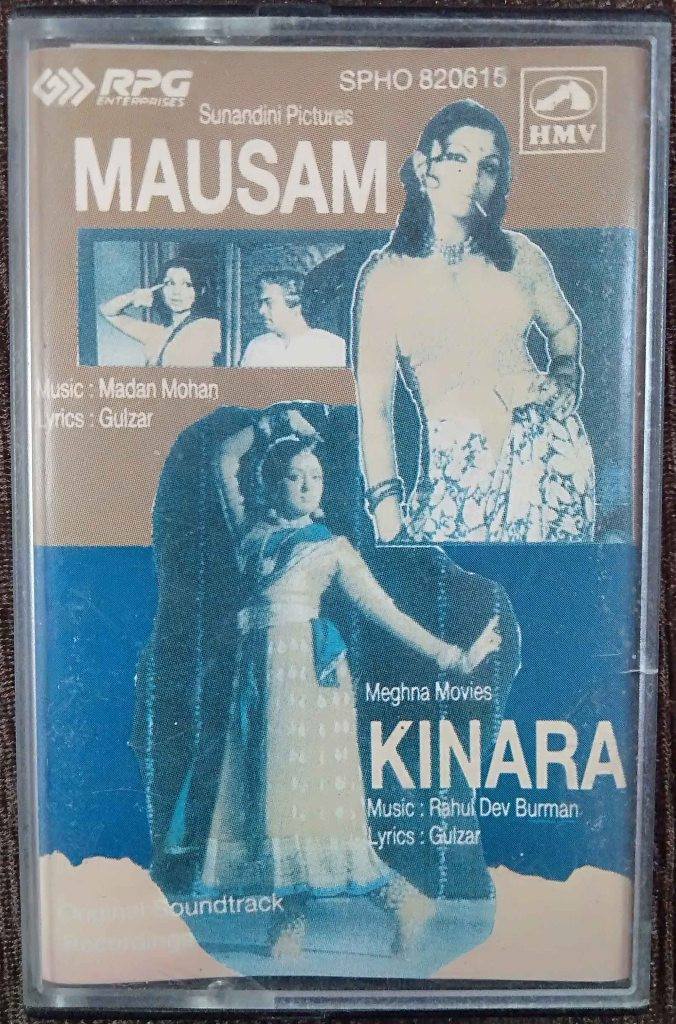 RPG
ENTERPRISES
SPHO 820615
HMV
Sunandini Pictures
MAUSAM
Music : Madan Mohan
Lyrics : Gulzar
Meghna Movies
KINARA
Music : Rahul Dev Burman
Lyrics : Gulzar
Original Soundtrack
Recordings